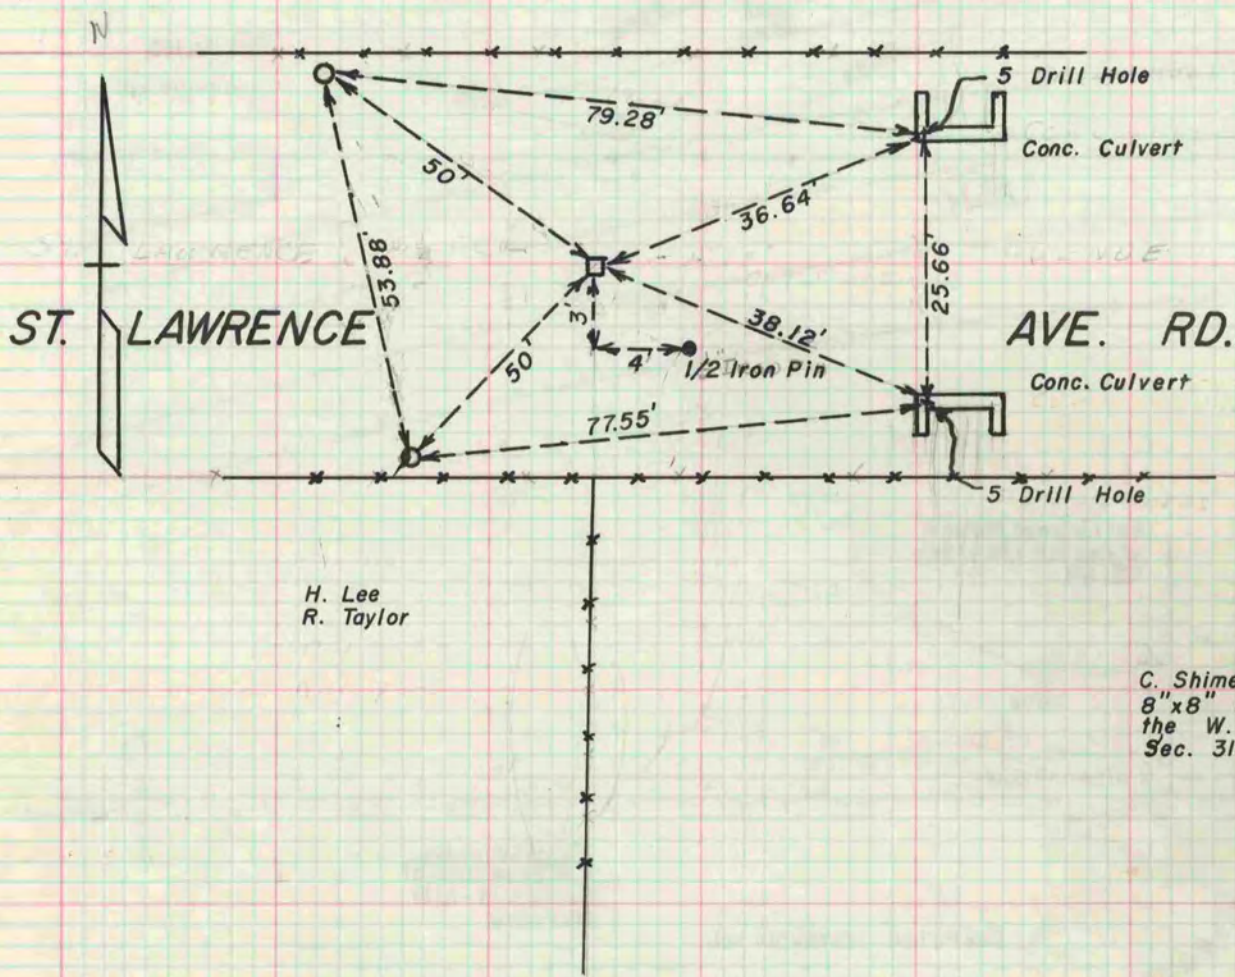 N
5 Drill Hole
79.28'
Conc. Culvert
50'
36.64'
53.88'
25.66'
ST. LAWRENCE AVE. RD.
3'
38.12'
50'
4'
1/2 Iron Pin
Conc. Culvert
77.55'
5 Drill Hole
H. Lee
R. Taylor
C. Shime
8"x8"
the W.
Sec. 31